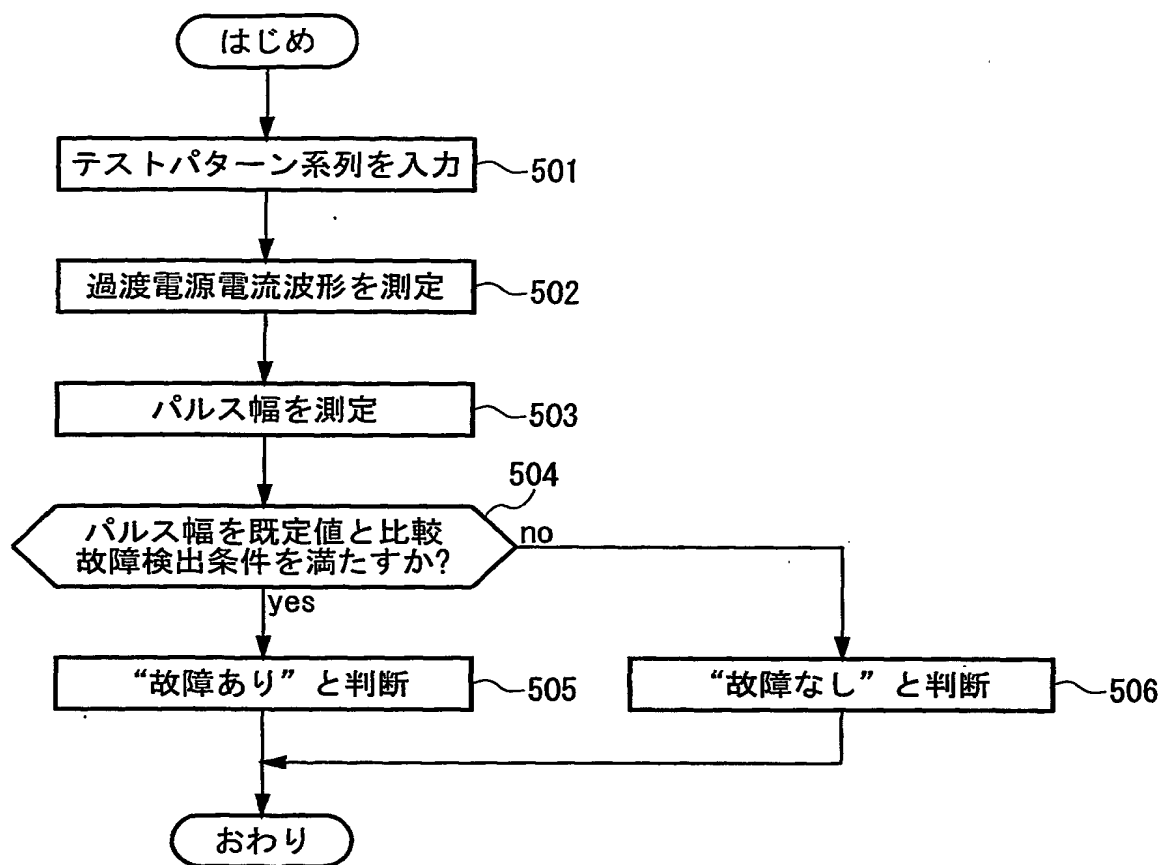 はじめ
テストパターン系列を入力
501
過渡電源電流波形を測定
502
パルス幅を測定
503
504
パルス幅を既定値と比較
故障検出条件を満たすか?
no
yes
“故障あり”と判断
505
“故障なし”と判断
506
おわり